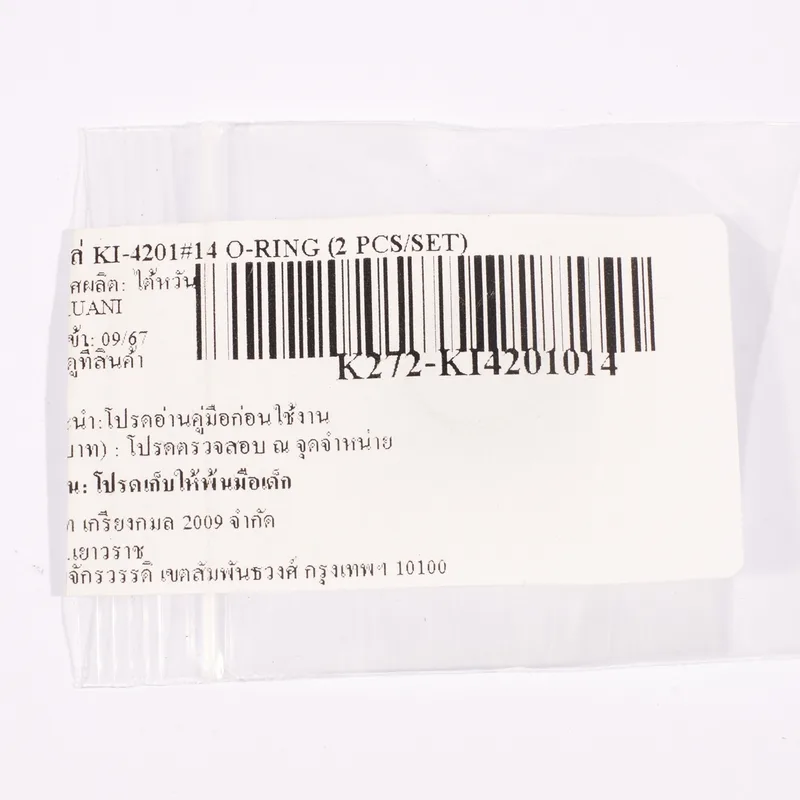 ล่ KI-4201#14 O-RING (2 PCS/SET)
ศผลิต: ไต้หวัน
UANI
ข้า: 09/67
ดูที่สินค้า
K272-KI4201014
ะนำ:โปรดอ่านคู่มือก่อนใช้งาน
บาท) : โปรดตรวจสอบ ณ จุดจำหน่าย
น: โปรดเก็บให้พ้นมือเด็ก
ท เกรียงกมล 2009 จำกัด
.เยาวราช
จักรวรรดิ์ เขตสัมพันธวงศ์ กรุงเทพฯ 10100